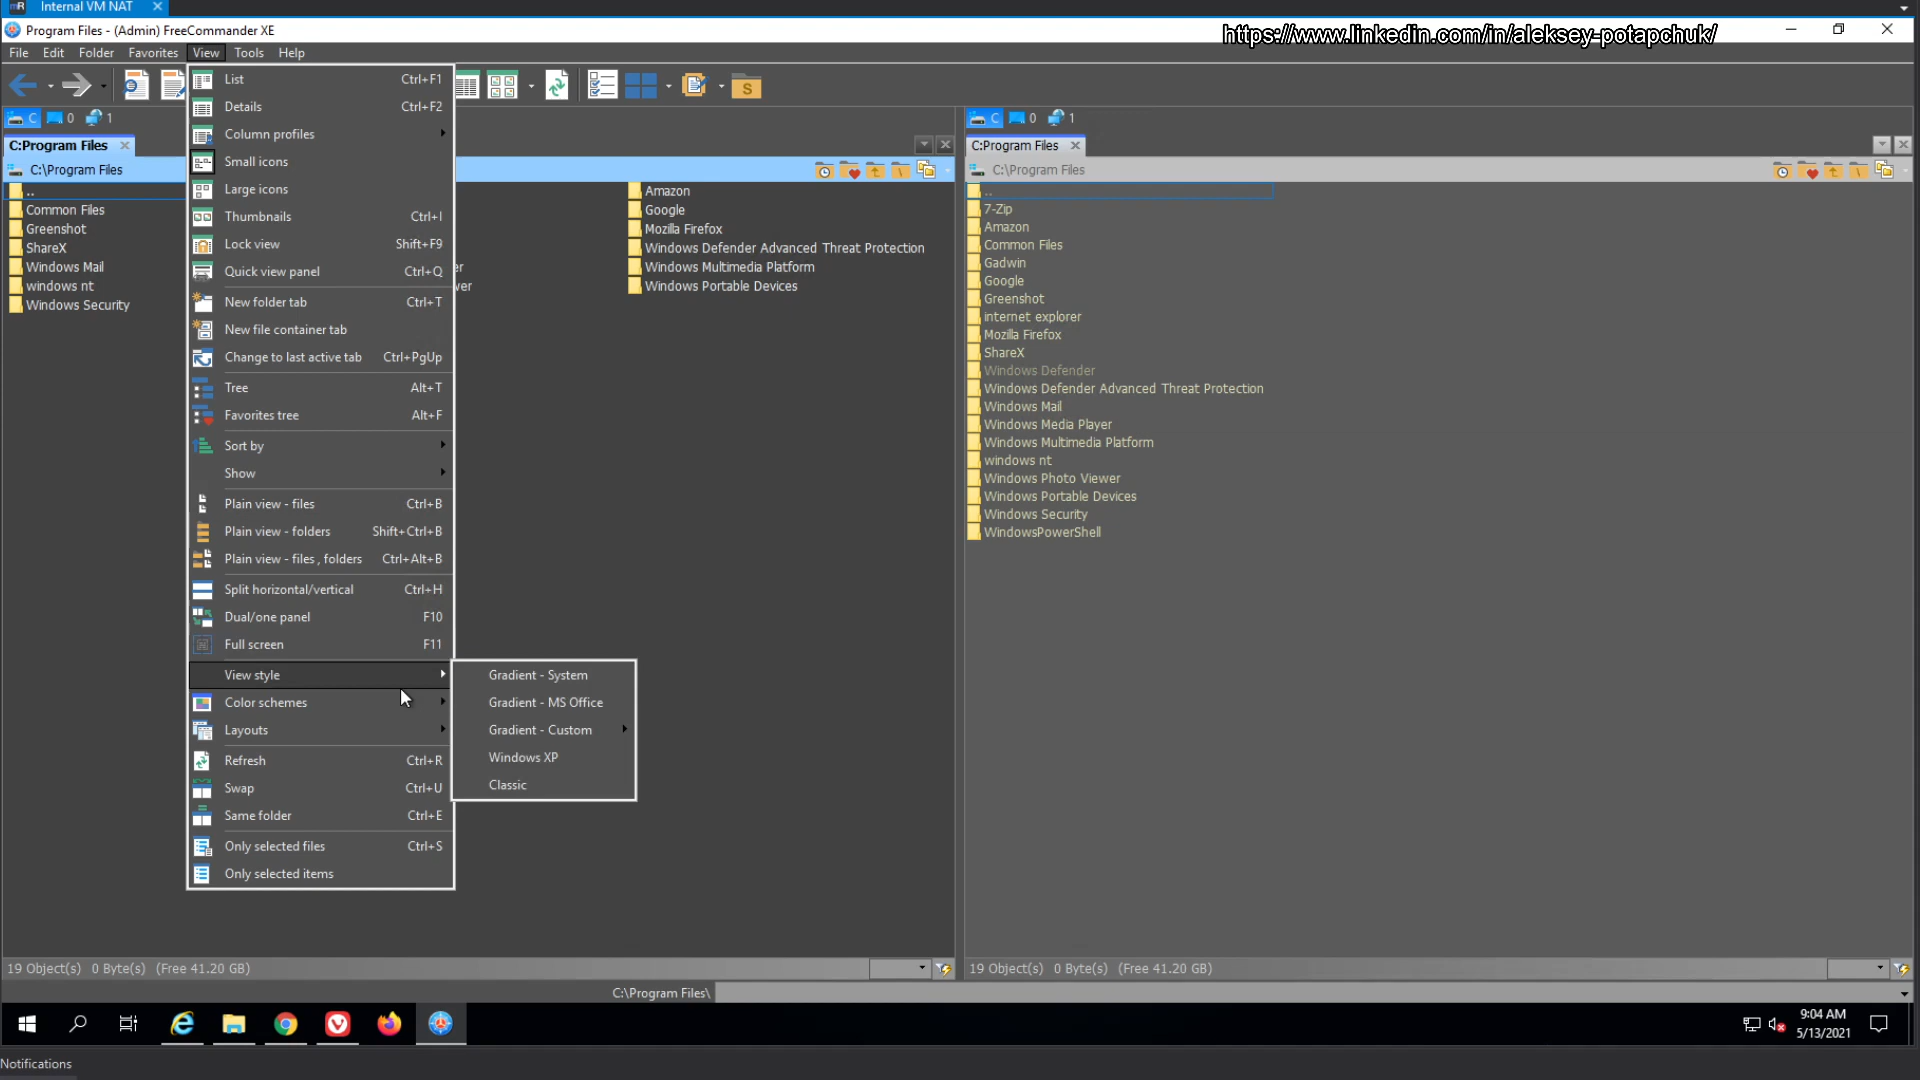 mR Internal VM NAT
Program Files - (Admin) FreeCommander XE
https://www.linkedin.com/in/aleksey-potapchuk/
File Edit Folder Favorites View Tools Help
S
C 0 1
C:Program Files
C:\Program Files
..
Common Files
Greenshot
ShareX
Windows Mail
windows nt
Windows Security
List Ctrl+F1
Details Ctrl+F2
Column profiles
Small icons
Large icons
Thumbnails Ctrl+I
Lock view Shift+F9
Quick view panel Ctrl+Q
New folder tab Ctrl+T
New file container tab
Change to last active tab Ctrl+PgUp
Tree Alt+T
Favorites tree Alt+F
Sort by
Show
Plain view - files Ctrl+B
Plain view - folders Shift+Ctrl+B
Plain view - files , folders Ctrl+Alt+B
Split horizontal/vertical Ctrl+H
Dual/one panel F10
Full screen F11
View style
Color schemes
Layouts
Refresh Ctrl+R
Swap Ctrl+U
Same folder Ctrl+E
Only selected files Ctrl+S
Only selected items
Gradient - System
Gradient - MS Office
Gradient - Custom
Windows XP
Classic
er
wer
Amazon
Google
Mozilla Firefox
Windows Defender Advanced Threat Protection
Windows Multimedia Platform
Windows Portable Devices
C 0 1
C:Program Files
C:\Program Files
..
7-Zip
Amazon
Common Files
Gadwin
Google
Greenshot
internet explorer
Mozilla Firefox
ShareX
Windows Defender
Windows Defender Advanced Threat Protection
Windows Mail
Windows Media Player
Windows Multimedia Platform
windows nt
Windows Photo Viewer
Windows Portable Devices
Windows Security
WindowsPowerShell
19 Object(s) 0 Byte(s) (Free 41.20 GB)
19 Object(s) 0 Byte(s) (Free 41.20 GB)
C:\Program Files\
9:04 AM
5/13/2021
Notifications